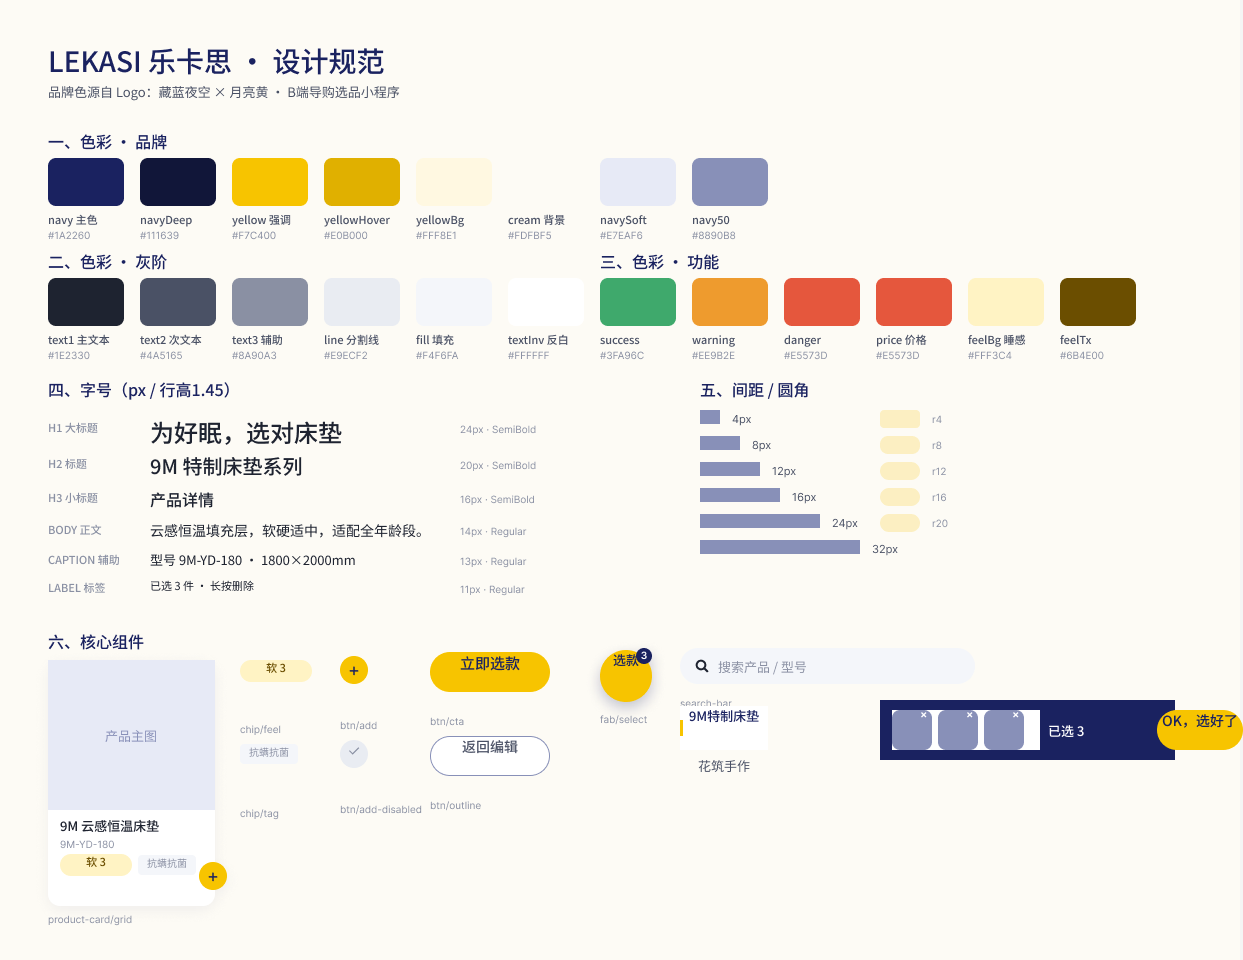 LEKASI 乐卡思 · 设计规范
品牌色源自 Logo：藏蓝夜空 × 月亮黄 · B端导购选品小程序
一、色彩 · 品牌
navy 主色
#1A2260
navyDeep
#111639
yellow 强调
#F7C400
yellowHover
#E0B000
yellowBg
#FFF8E1
cream 背景
#FDFBF5
navySoft
#E7EAF6
navy50
#8890B8
二、色彩 · 灰阶
text1 主文本
#1E2330
text2 次文本
#4A5165
text3 辅助
#8A90A3
line 分割线
#E9ECF2
fill 填充
#F4F6FA
textInv 反白
#FFFFFF
三、色彩 · 功能
success
#3FA96C
warning
#EE9B2E
danger
#E5573D
price 价格
#E5573D
feelBg 睡感
#FFF3C4
feelTx
#6B4E00
四、字号（px / 行高1.45）
H1 大标题
为好眠，选对床垫
24px · SemiBold
H2 标题
9M 特制床垫系列
20px · SemiBold
H3 小标题
产品详情
16px · SemiBold
BODY 正文
云感恒温填充层，软硬适中，适配全年龄段。
14px · Regular
CAPTION 辅助
型号 9M-YD-180 · 1800×2000mm
13px · Regular
LABEL 标签
已选 3 件 · 长按删除
11px · Regular
五、间距 / 圆角
4px
r4
8px
r8
12px
r12
16px
r16
24px
r20
32px
六、核心组件
产品主图
9M 云感恒温床垫
9M-YD-180
软 3
抗螨抗菌
+
product-card/grid
软 3
chip/feel
抗螨抗菌
chip/tag
+
btn/add
btn/add-disabled
立即选款
btn/cta
返回编辑
btn/outline
选款
3
fab/select
搜索产品 / 型号
search-bar
9M特制床垫
花筑手作
×
×
×
已选 3
OK，选好了